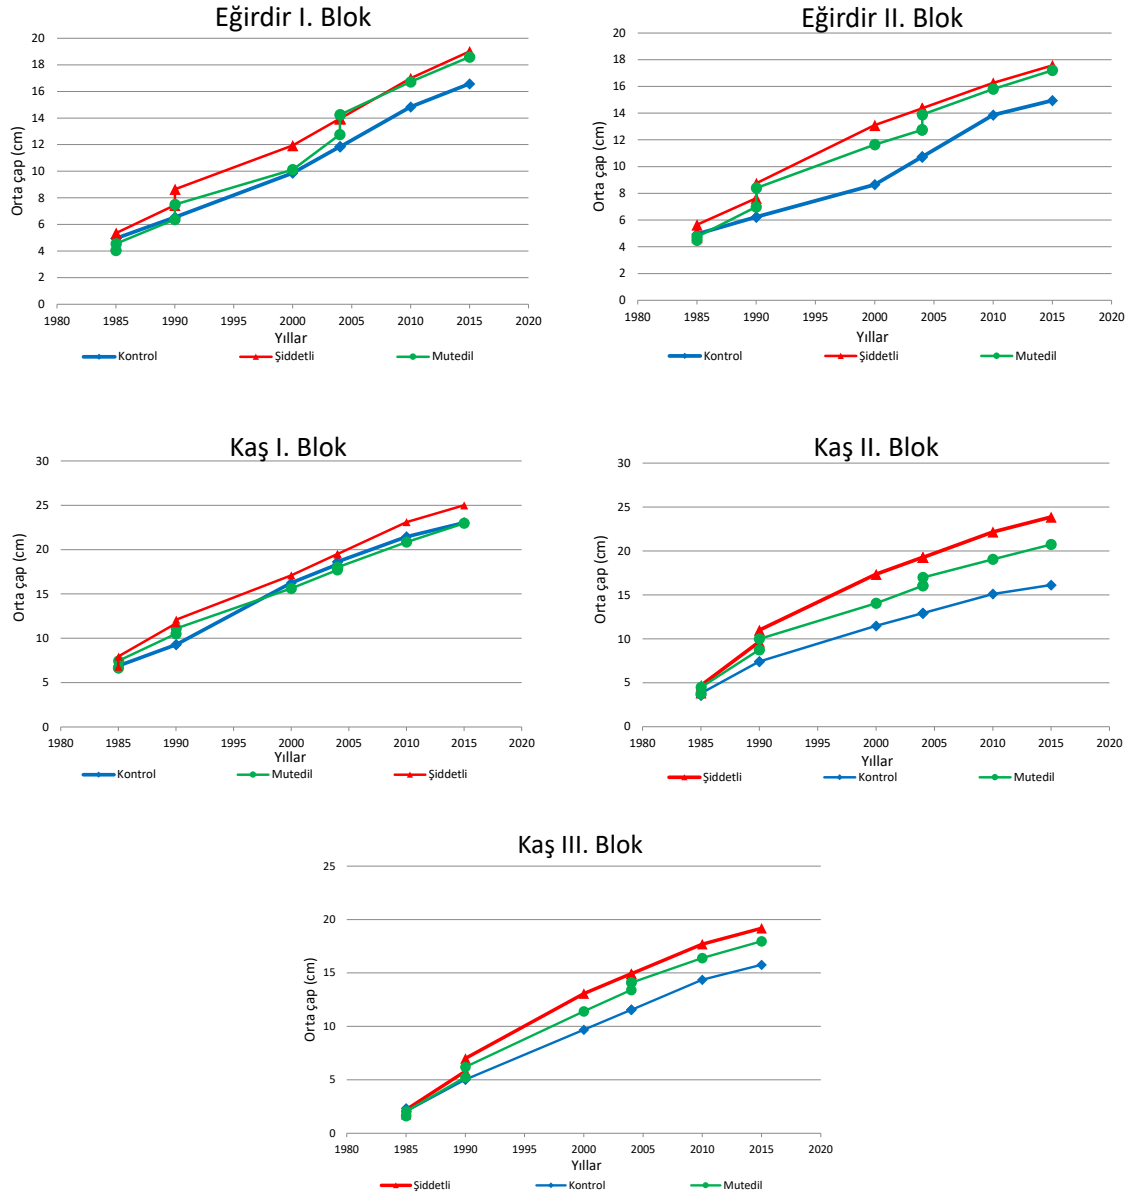 Eğirdir I. Blok
20
18
16
14
12
10
8
6
4
2
0
Orta çap (cm)
1980 1985 1990 1995 2000 2005 2010 2015 2020
Yıllar
Kontrol Şiddetli Mutedil
Eğirdir II. Blok
20
18
16
14
12
10
8
6
4
2
0
Orta çap (cm)
1980 1985 1990 1995 2000 2005 2010 2015 2020
Yıllar
Kontrol Şiddetli Mutedil
Kaş I. Blok
30
25
20
15
10
5
0
Orta çap (cm)
1980 1985 1990 1995 2000 2005 2010 2015 2020
Yıllar
Kontrol Mutedil Şiddetli
Kaş II. Blok
30
25
20
15
10
5
0
Orta çap (cm)
1980 1985 1990 1995 2000 2005 2010 2015 2020
Yıllar
Şiddetli Kontrol Mutedil
Kaş III. Blok
25
20
15
10
5
0
Orta çap (cm)
1980 1985 1990 1995 2000 2005 2010 2015 2020
Yıllar
Şiddetli Kontrol Mutedil